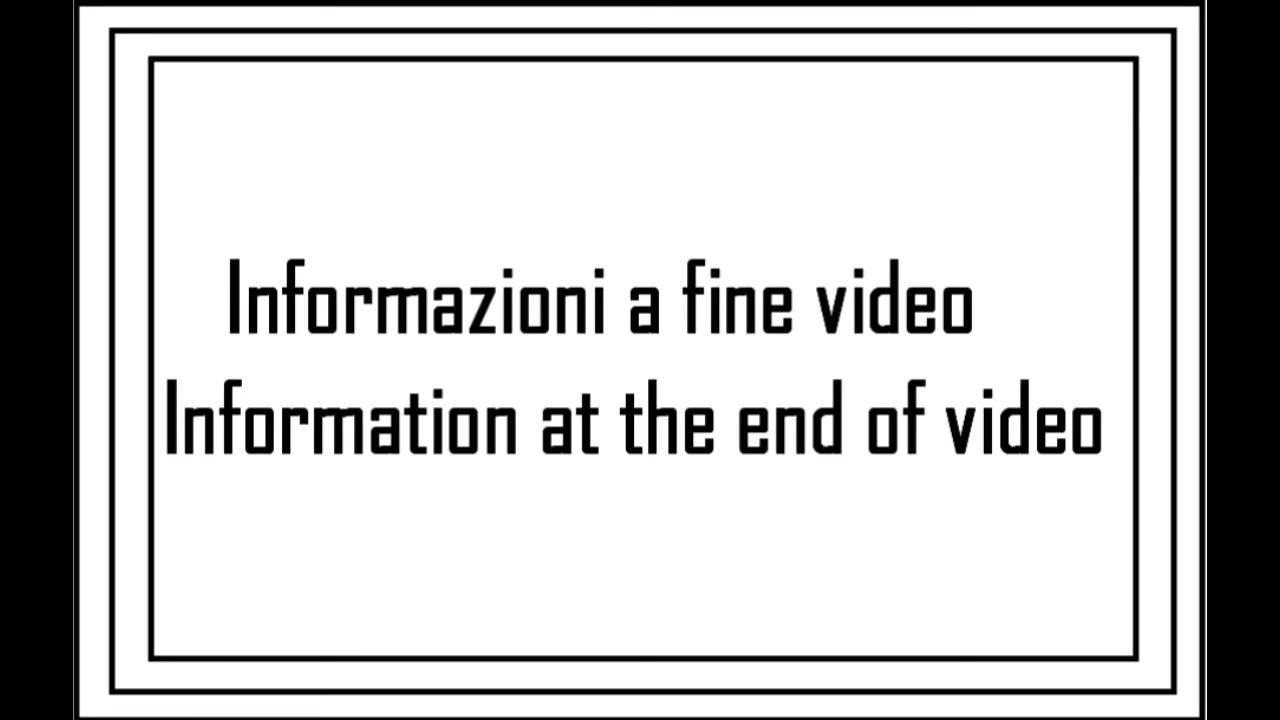 Informazioni a fine video
Information at the end of video